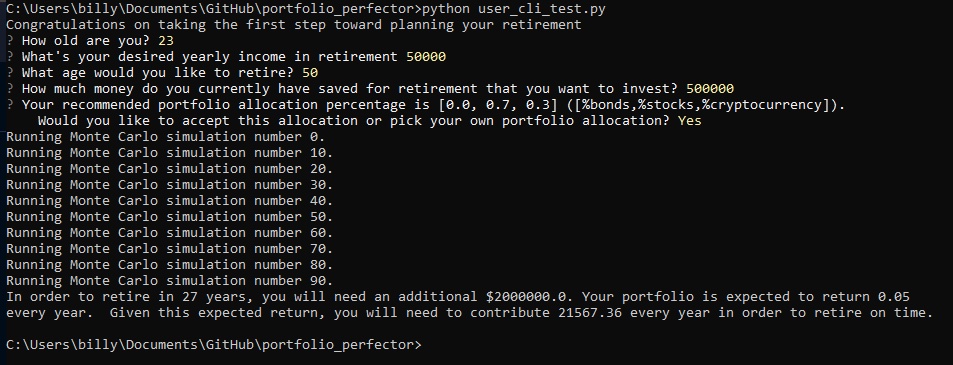 C:\Users\billy\Documents\GitHub\portfolio_perfector>python user_cli_test.py
Congratulations on taking the first step toward planning your retirement
? How old are you? 23
? What's your desired yearly income in retirement 50000
? What age would you like to retire? 50
? How much money do you currently have saved for retirement that you want to invest? 500000
? Your recommended portfolio allocation percentage is [0.0, 0.7, 0.3] ([%bonds,%stocks,%cryptocurrency]).
Would you like to accept this allocation or pick your own portfolio allocation? Yes
Running Monte Carlo simulation number 0.
Running Monte Carlo simulation number 10.
Running Monte Carlo simulation number 20.
Running Monte Carlo simulation number 30.
Running Monte Carlo simulation number 40.
Running Monte Carlo simulation number 50.
Running Monte Carlo simulation number 60.
Running Monte Carlo simulation number 70.
Running Monte Carlo simulation number 80.
Running Monte Carlo simulation number 90.
In order to retire in 27 years, you will need an additional $2000000.0. Your portfolio is expected to return 0.05
every year.  Given this expected return, you will need to contribute 21567.36 every year in order to retire on time.
C:\Users\billy\Documents\GitHub\portfolio_perfector>